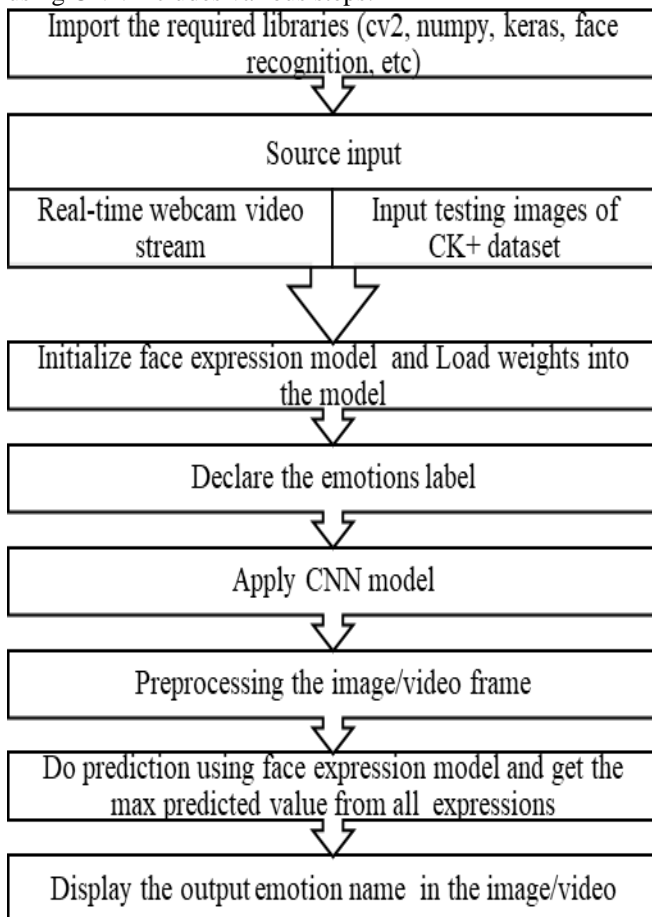 Import the required libraries (cv2, numpy, keras, face
recognition, etc)
Source input
Real-time webcam video
stream
Input testing images of
CK+ dataset
Initialize face expression model and Load weights into
the model
Declare the emotions label
Apply CNN model
Preprocessing the image/video frame
Do prediction using face expression model and get the
max predicted value from all expressions
Display the output emotion name in the image/video